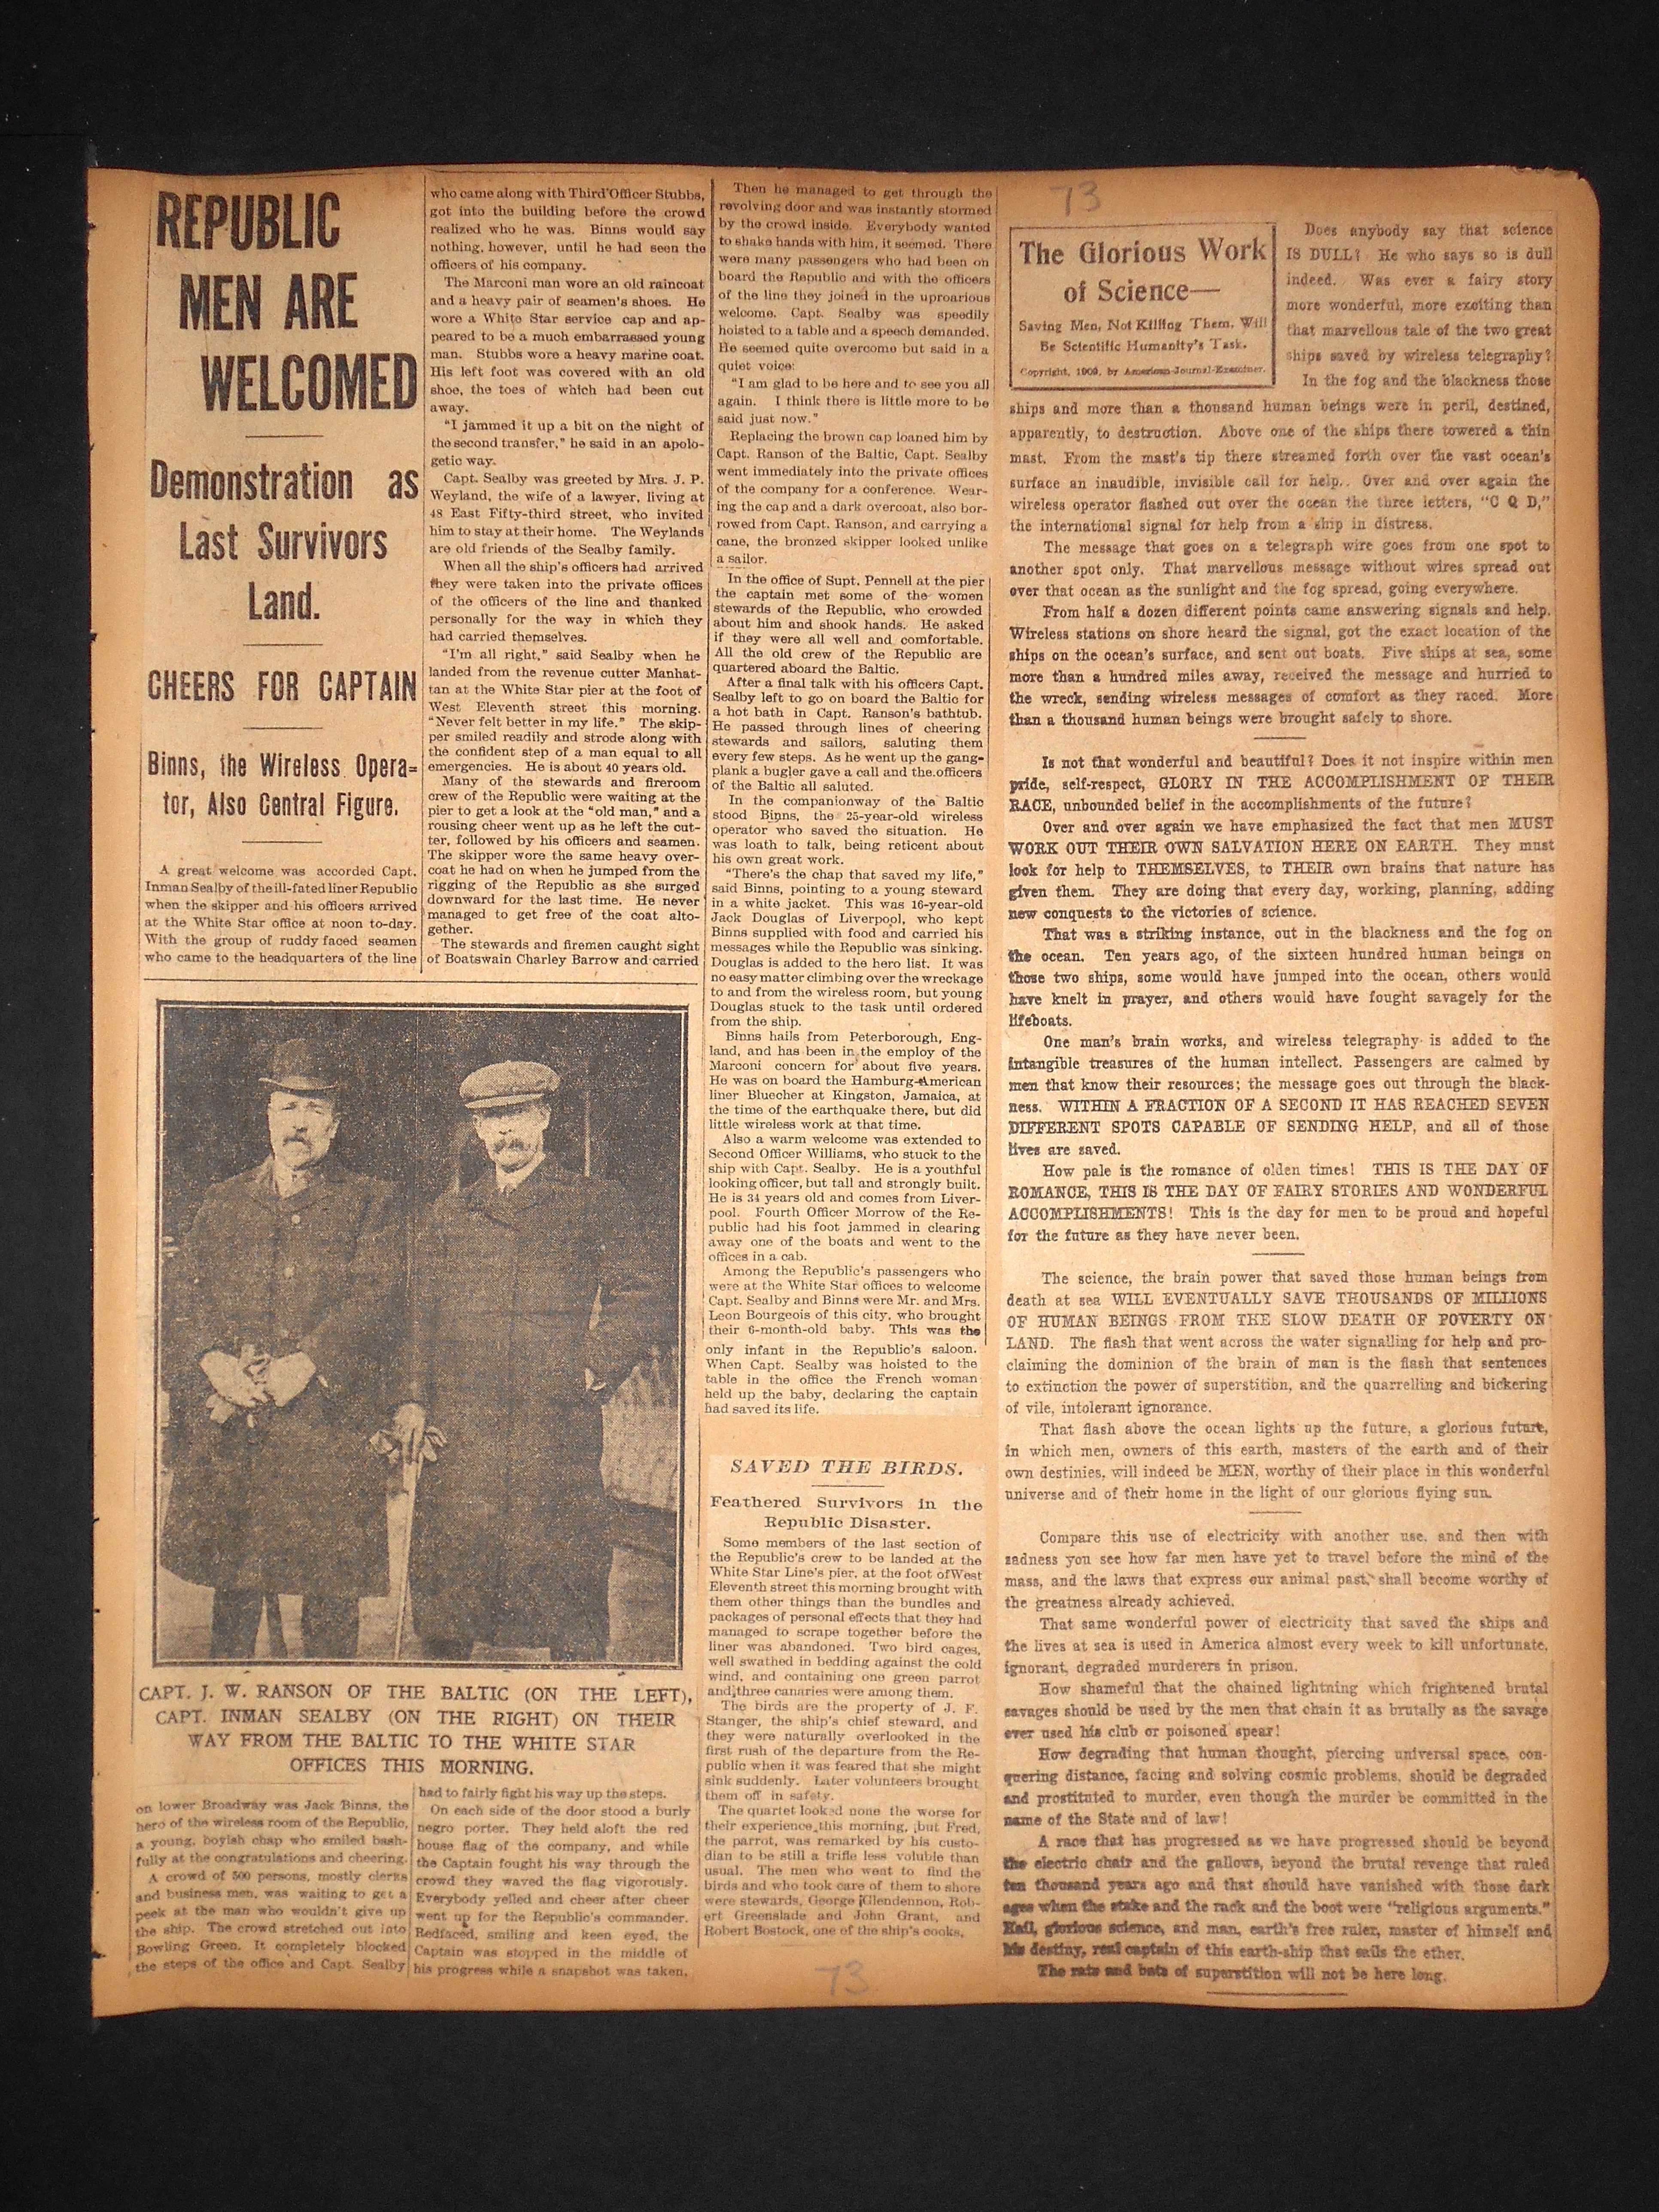 73
REPUBLIC
MEN ARE
WELCOMED
Demonstration as
Last Survivors
Land.
CHEERS FOR CAPTAIN
Binns, the Wireless Opera-
tor, Also Central Figure.
A great welcome was accorded Capt.
Inman Sealby of the ill-fated liner Republic
when the skipper and his officers arrived
at the White Star office at noon to-day.
With the group of ruddy faced seamen
who came to the headquarters of the line
CAPT. J. W. RANSON OF THE BALTIC (ON THE LEFT),
CAPT. INMAN SEALBY (ON THE RIGHT) ON THEIR
WAY FROM THE BALTIC TO THE WHITE STAR
OFFICES THIS MORNING.
on lower Broadway was Jack Binns, the
hero of the wireless room of the Republic,
a young, boyish chap who smiled bash-
fully at the congratulations and cheering.
A crowd of 500 persons, mostly clerks
and business men, was waiting to get a
peek at the man who wouldn't give up
the ship. The crowd stretched out into
Bowling Green. It completely blocked
the steps of the office and Capt. Sealby
had to fairly fight his way up the steps.
On each side of the door stood a burly
negro porter. They held aloft the red
house flag of the company, and while
the Captain fought his way through the
crowd they waved the flag vigorously.
Everybody yelled and cheer after cheer
went up for the Republic's commander.
Redfaced, smiling and keen eyed, the
Captain was stopped in the middle of
his progress while a snapshot was taken.
who came along with Third Officer Stubbs,
got into the building before the crowd
realized who he was. Binns would say
nothing, however, until he had seen the
officers of his company.
The Marconi man wore an old raincoat
and a heavy pair of seamen's shoes. He
wore a White Star service cap and ap-
peared to be a much embarrassed young
man. Stubbs wore a heavy marine coat.
His left foot was covered with an old
shoe, the toes of which had been cut
away.
"I jammed it up a bit on the night of
the second transfer," he said in an apolo-
getic way.
Capt. Sealby was greeted by Mrs. J. P.
Weyland, the wife of a lawyer, living at
48 East Fifty-third street, who invited
him to stay at their home. The Weylands
are old friends of the Sealby family.
When all the ship's officers had arrived
they were taken into the private offices
of the officers of the line and thanked
personally for the way in which they
had carried themselves.
"I'm all right," said Sealby when he
landed from the revenue cutter Manhat-
tan at the White Star pier at the foot of
West Eleventh street this morning.
"Never felt better in my life." The skip-
per smiled readily and strode along with
the confident step of a man equal to all
emergencies. He is about 40 years old.
Many of the stewards and fireroom
crew of the Republic were waiting at the
pier to get a look at the "old man," and a
rousing cheer went up as he left the cut-
ter, followed by his officers and seamen.
The skipper wore the same heavy over-
coat he had on when he jumped from the
rigging of the Republic as she surged
downward for the last time. He never
managed to get free of the coat alto-
gether.
The stewards and firemen caught sight
of Boatswain Charley Barrow and carried
Then he managed to get through the
revolving door and was instantly stormed
by the crowd inside. Everybody wanted
to shake hands with him, it seemed. There
were many passengers who had been on
board the Republic and with the officers
of the line they joined in the uproarious
welcome. Capt. Sealby was speedily
hoisted to a table and a speech demanded.
He seemed quite overcome but said in a
quiet voice:
"I am glad to be here and to see you all
again. I think there is little more to be
said just now."
Replacing the brown cap loaned him by
Capt. Ranson of the Baltic, Capt. Sealby
went immediately into the private offices
of the company for a conference. Wear-
ing the cap and a dark overcoat, also bor-
rowed from Capt. Ranson, and carrying a
cane, the bronzed skipper looked unlike
a sailor.
In the office of Supt. Pennell at the pier
the captain met some of the women
stewards of the Republic, who crowded
about him and shook hands. He asked
if they were all well and comfortable.
All the old crew of the Republic are
quartered aboard the Baltic.
After a final talk with his officers Capt.
Sealby left to go on board the Baltic for
a hot bath in Capt. Ranson's bathtub.
He passed through lines of cheering
stewards and sailors, saluting them
every few steps. As he went up the gang-
plank a bugler gave a call and the officers
of the Baltic all saluted.
In the companionway of the Baltic
stood Binns, the 25-year-old wireless
operator who saved the situation. He
was loath to talk, being reticent about
his own great work.
"There's the chap that saved my life,"
said Binns, pointing to a young steward
in a white jacket. This was 16-year-old
Jack Douglas of Liverpool, who kept
Binns supplied with food and carried his
messages while the Republic was sinking.
Douglas is added to the hero list. It was
no easy matter climbing over the wreckage
to and from the wireless room, but young
Douglas stuck to the task until ordered
from the ship.
Binns hails from Peterborough, Eng-
land, and has been in the employ of the
Marconi concern for about five years.
He was on board the Hamburg-American
liner Bluecher at Kingston, Jamaica, at
the time of the earthquake there, but did
little wireless work at that time.
Also a warm welcome was extended to
Second Officer Williams, who stuck to the
ship with Capt. Sealby. He is a youthful
looking officer, but tall and strongly built.
He is 34 years old and comes from Liver-
pool. Fourth Officer Morrow of the Re-
public had his foot jammed in clearing
away one of the boats and went to the
offices in a cab.
Among the Republic's passengers who
were at the White Star offices to welcome
Capt. Sealby and Binns were Mr. and Mrs.
Leon Bourgeois of this city, who brought
their 6-month-old baby. This was the
only infant in the Republic's saloon.
When Capt. Sealby was hoisted to the
table in the office the French woman
held up the baby, declaring the captain
had saved its life.
SAVED THE BIRDS.
Feathered Survivors in the
Republic Disaster.
Some members of the last section of
the Republic's crew to be landed at the
White Star Line's pier, at the foot of West
Eleventh street this morning brought with
them other things than the bundles and
packages of personal effects that they had
managed to scrape together before the
liner was abandoned. Two bird cages,
well swathed in bedding against the cold
wind, and containing one green parrot
and three canaries were among them.
The birds are the property of J. F.
Stanger, the ship's chief steward, and
they were naturally overlooked in the
first rush of the departure from the Re-
public when it was feared that she might
sink suddenly. Later volunteers brought
them off in safety.
The quartet looked none the worse for
their experience this morning, but Fred,
the parrot, was remarked by his custo-
dian to be still a trifle less voluble than
usual. The men who went to find the
birds and who took care of them to shore
were stewards, George Glendennon, Rob-
ert Greenslade and John Grant, and
Robert Bostock, one of the ship's cooks.
The Glorious Work
of Science—
Saving Men, Not Killing Them, Will
Be Scientific Humanity's Task.
Copyright, 1909, by American-Journal-Examiner.
Does anybody say that science
IS DULL? He who says so is dull
indeed. Was ever a fairy story
more wonderful, more exciting than
that marvellous tale of the two great
ships saved by wireless telegraphy?
In the fog and the blackness those
ships and more than a thousand human beings were in peril, destined,
apparently, to destruction. Above one of the ships there towered a thin
mast. From the mast's tip there streamed forth over the vast ocean's
surface an inaudible, invisible call for help. Over and over again the
wireless operator flashed out over the ocean the three letters, "C Q D,"
the international signal for help from a ship in distress.
The message that goes on a telegraph wire goes from one spot to
another spot only. That marvellous message without wires spread out
over that ocean as the sunlight and the fog spread, going everywhere.
From half a dozen different points came answering signals and help.
Wireless stations on shore heard the signal, got the exact location of the
ships on the ocean's surface, and sent out boats. Five ships at sea, some
more than a hundred miles away, received the message and hurried to
the wreck, sending wireless messages of comfort as they raced. More
than a thousand human beings were brought safely to shore.
Is not that wonderful and beautiful? Does it not inspire within men
pride, self-respect, GLORY IN THE ACCOMPLISHMENT OF THEIR
RACE, unbounded belief in the accomplishments of the future?
Over and over again we have emphasized the fact that men MUST
WORK OUT THEIR OWN SALVATION HERE ON EARTH. They must
look for help to THEMSELVES, to THEIR own brains that nature has
given them. They are doing that every day, working, planning, adding
new conquests to the victories of science.
That was a striking instance, out in the blackness and the fog on
the ocean. Ten years ago, of the sixteen hundred human beings on
those two ships, some would have jumped into the ocean, others would
have knelt in prayer, and others would have fought savagely for the
lifeboats.
One man's brain works, and wireless telegraphy is added to the
intangible treasures of the human intellect. Passengers are calmed by
men that know their resources; the message goes out through the black-
ness. WITHIN A FRACTION OF A SECOND IT HAS REACHED SEVEN
DIFFERENT SPOTS CAPABLE OF SENDING HELP, and all of those
lives are saved.
How pale is the romance of olden times! THIS IS THE DAY OF
ROMANCE, THIS IS THE DAY OF FAIRY STORIES AND WONDERFUL
ACCOMPLISHMENTS! This is the day for men to be proud and hopeful
for the future as they have never been.
The science, the brain power that saved those human beings from
death at sea WILL EVENTUALLY SAVE THOUSANDS OF MILLIONS
OF HUMAN BEINGS FROM THE SLOW DEATH OF POVERTY ON
LAND. The flash that went across the water signalling for help and pro-
claiming the dominion of the brain of man is the flash that sentences
to extinction the power of superstition, and the quarrelling and bickering
of vile, intolerant ignorance.
That flash above the ocean lights up the future, a glorious future,
in which men, owners of this earth, masters of the earth and of their
own destinies, will indeed be MEN, worthy of their place in this wonderful
universe and of their home in the light of our glorious flying sun.
Compare this use of electricity with another use, and then with
sadness you see how far men have yet to travel before the mind of the
mass, and the laws that express our animal past, shall become worthy of
the greatness already achieved.
That same wonderful power of electricity that saved the ships and
the lives at sea is used in America almost every week to kill unfortunate,
ignorant, degraded murderers in prison.
How shameful that the chained lightning which frightened brutal
savages should be used by the men that chain it as brutally as the savage
ever used his club or poisoned spear!
How degrading that human thought, piercing universal space, con-
quering distance, facing and solving cosmic problems, should be degraded
and prostituted to murder, even though the murder be committed in the
name of the State and of law!
A race that has progressed as we have progressed should be beyond
the electric chair and the gallows, beyond the brutal revenge that ruled
ten thousand years ago and that should have vanished with those dark
ages when the stake and the rack and the boot were "religious arguments."
Hail, glorious science, and man, earth's free ruler, master of himself and
his destiny, real captain of this earth-ship that sails the ether.
The rats and bats of superstition will not be here long.
73